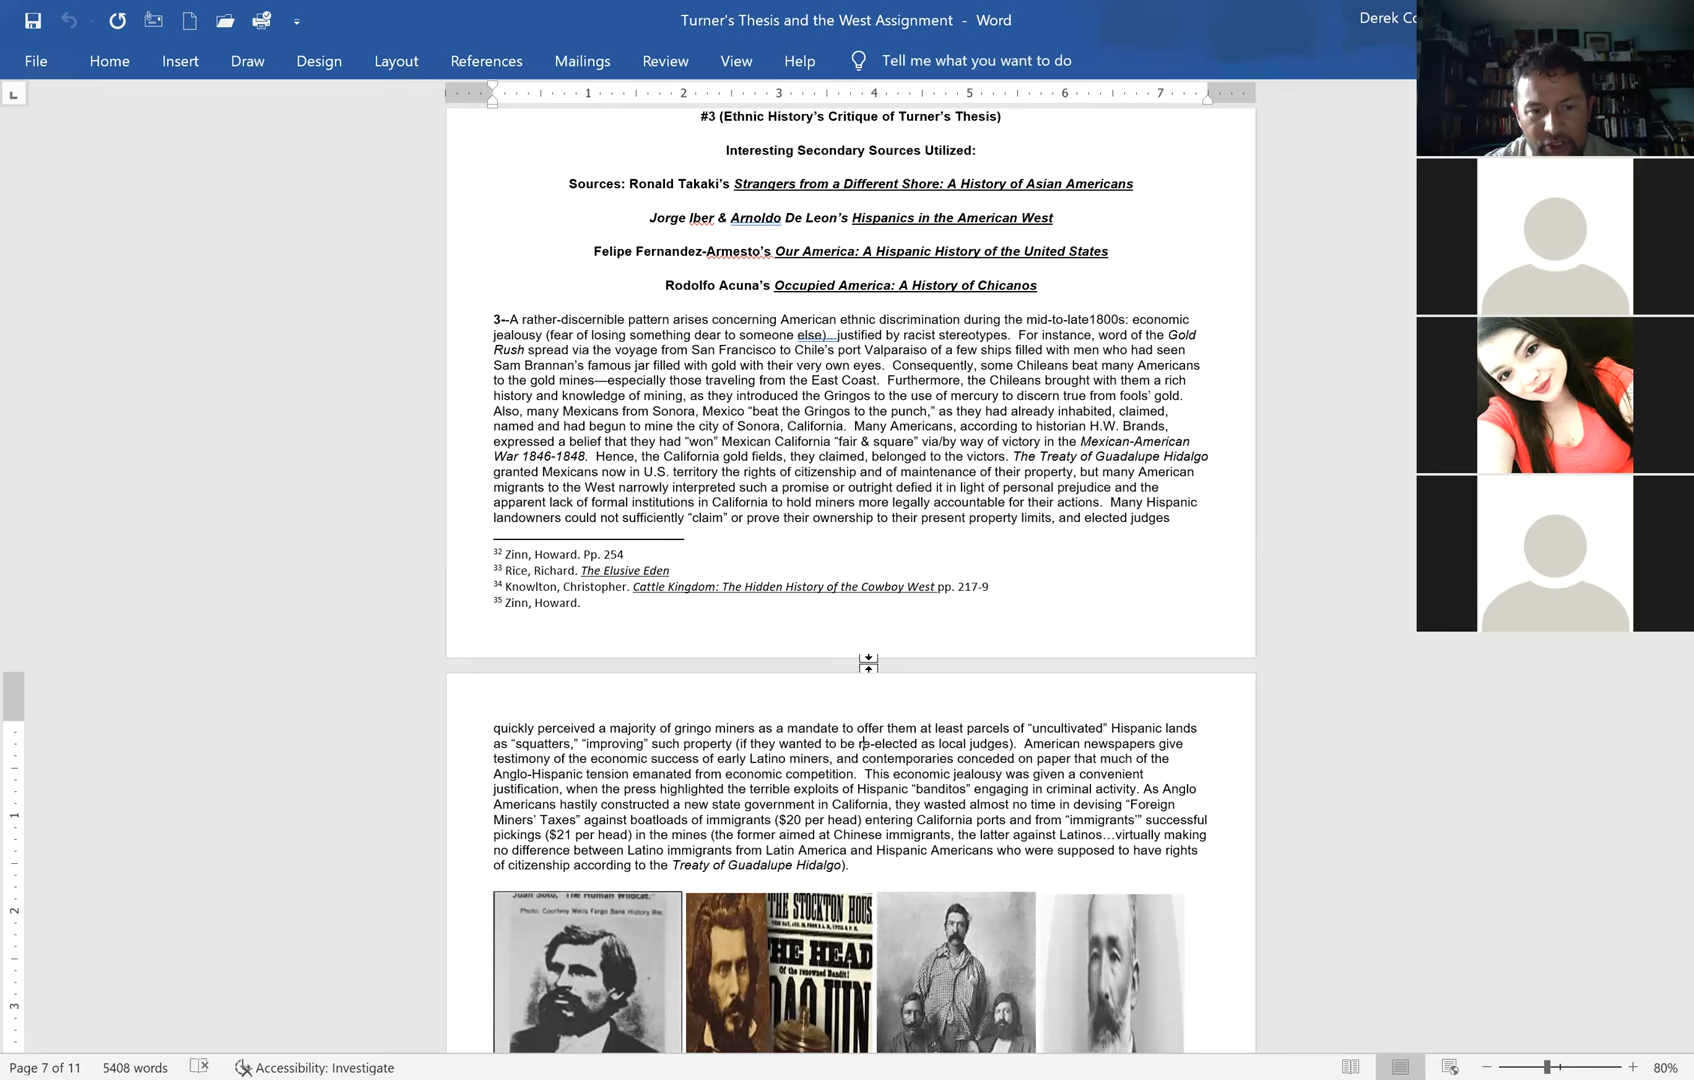 Turner's Thesis and the West Assignment - Word
Derek Co
File Home Insert Draw Design Layout References Mailings Review View Help Tell me what you want to do
1 2 3 4 5 6 7
#3 (Ethnic History’s Critique of Turner’s Thesis)
Interesting Secondary Sources Utilized:
Sources: Ronald Takaki’s Strangers from a Different Shore: A History of Asian Americans
Jorge Iber & Arnoldo De Leon’s Hispanics in the American West
Felipe Fernandez-Armesto’s Our America: A Hispanic History of the United States
Rodolfo Acuna’s Occupied America: A History of Chicanos
3--A rather-discernible pattern arises concerning American ethnic discrimination during the mid-to-late1800s: economic
jealousy (fear of losing something dear to someone else)...justified by racist stereotypes. For instance, word of the Gold
Rush spread via the voyage from San Francisco to Chile’s port Valparaiso of a few ships filled with men who had seen
Sam Brannan’s famous jar filled with gold with their very own eyes. Consequently, some Chileans beat many Americans
to the gold mines—especially those traveling from the East Coast. Furthermore, the Chileans brought with them a rich
history and knowledge of mining, as they introduced the Gringos to the use of mercury to discern true from fools’ gold.
Also, many Mexicans from Sonora, Mexico “beat the Gringos to the punch,” as they had already inhabited, claimed,
named and had begun to mine the city of Sonora, California. Many Americans, according to historian H.W. Brands,
expressed a belief that they had “won” Mexican California “fair & square” via/by way of victory in the Mexican-American
War 1846-1848. Hence, the California gold fields, they claimed, belonged to the victors. The Treaty of Guadalupe Hidalgo
granted Mexicans now in U.S. territory the rights of citizenship and of maintenance of their property, but many American
migrants to the West narrowly interpreted such a promise or outright defied it in light of personal prejudice and the
apparent lack of formal institutions in California to hold miners more legally accountable for their actions. Many Hispanic
landowners could not sufficiently “claim” or prove their ownership to their present property limits, and elected judges
32 Zinn, Howard. Pp. 254
33 Rice, Richard. The Elusive Eden
34 Knowlton, Christopher. Cattle Kingdom: The Hidden History of the Cowboy West pp. 217-9
35 Zinn, Howard.
quickly perceived a majority of gringo miners as a mandate to offer them at least parcels of “uncultivated” Hispanic lands
as “squatters,” “improving” such property (if they wanted to be re-elected as local judges). American newspapers give
testimony of the economic success of early Latino miners, and contemporaries conceded on paper that much of the
Anglo-Hispanic tension emanated from economic competition. This economic jealousy was given a convenient
justification, when the press highlighted the terrible exploits of Hispanic “banditos” engaging in criminal activity. As Anglo
Americans hastily constructed a new state government in California, they wasted almost no time in devising “Foreign
Miners’ Taxes” against boatloads of immigrants ($20 per head) entering California ports and from “immigrants’” successful
pickings ($21 per head) in the mines (the former aimed at Chinese immigrants, the latter against Latinos…virtually making
no difference between Latino immigrants from Latin America and Hispanic Americans who were supposed to have rights
of citizenship according to the Treaty of Guadalupe Hidalgo).
1
2
3
Juan Soto, "The Human Wildcat."
Photo Courtesy Wells Fargo Bank History Rm.
THE STOCKTON HOUS
THE HEAD
Of the renowned Bandit!
Page 7 of 11 5408 words Accessibility: Investigate 80%